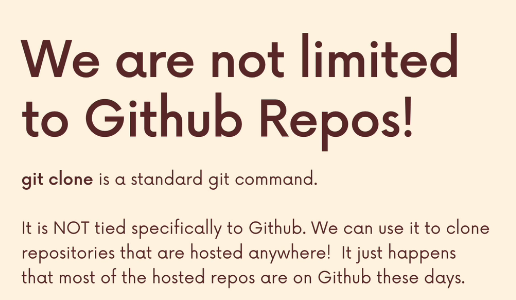 We are not limited
to Github Repos!
git clone is a standard git command.
It is NOT tied specifically to Github. We can use it to clone
repositories that are hosted anywhere!  It just happens
that most of the hosted repos are on Github these days.